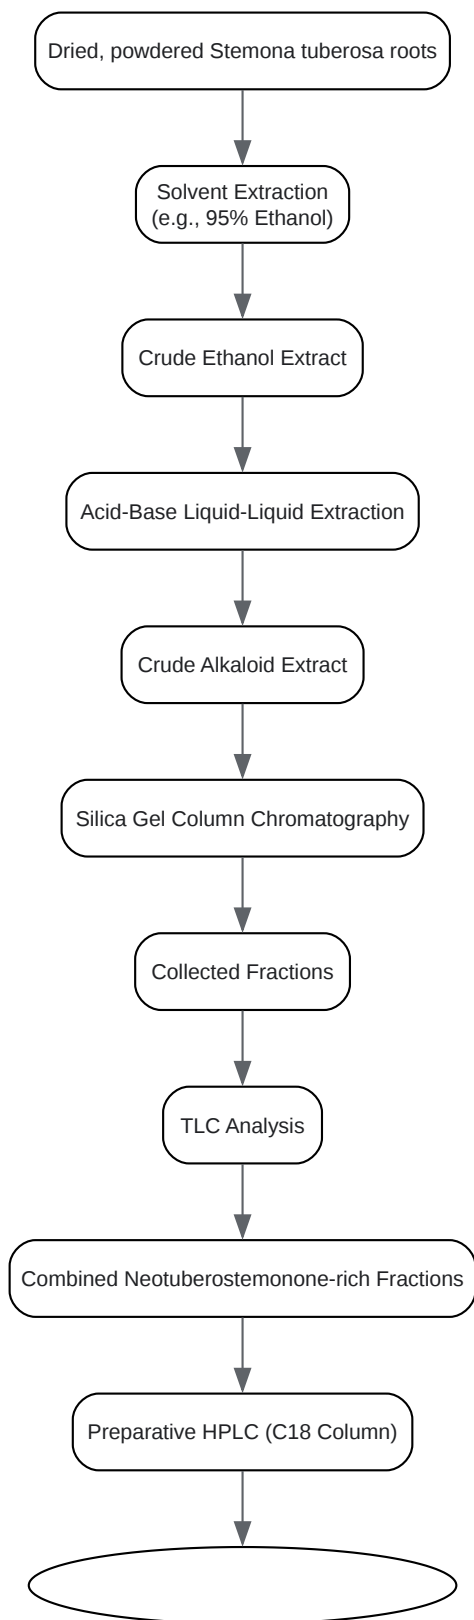 Dried, powdered Stemona tuberosa roots
Solvent Extraction
(e.g., 95% Ethanol)
Crude Ethanol Extract
Acid-Base Liquid-Liquid Extraction
Crude Alkaloid Extract
Silica Gel Column Chromatography
Collected Fractions
TLC Analysis
Combined Neotuberostemonone-rich Fractions
Preparative HPLC (C18 Column)